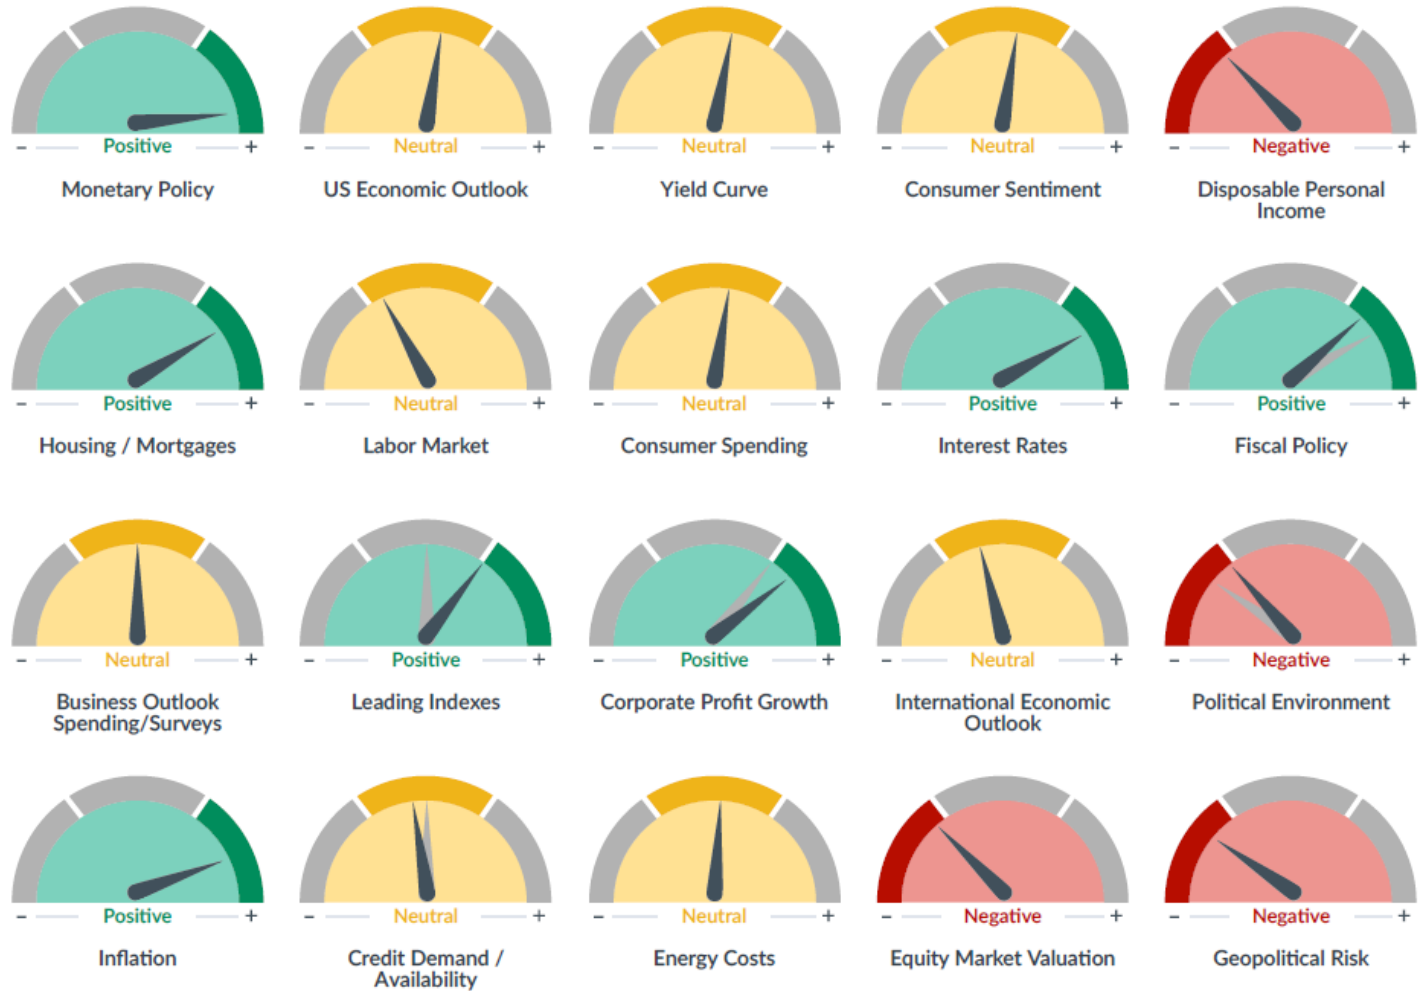 – Positive +
Monetary Policy
– Neutral +
US Economic Outlook
– Neutral +
Yield Curve
– Neutral +
Consumer Sentiment
– Negative +
Disposable Personal
Income
– Positive +
Housing / Mortgages
– Neutral +
Labor Market
– Neutral +
Consumer Spending
– Positive +
Interest Rates
– Positive +
Fiscal Policy
– Neutral +
Business Outlook
Spending/Surveys
– Positive +
Leading Indexes
– Positive +
Corporate Profit Growth
– Neutral +
International Economic
Outlook
– Negative +
Political Environment
– Positive +
Inflation
– Neutral +
Credit Demand /
Availability
– Neutral +
Energy Costs
– Negative +
Equity Market Valuation
– Negative +
Geopolitical Risk